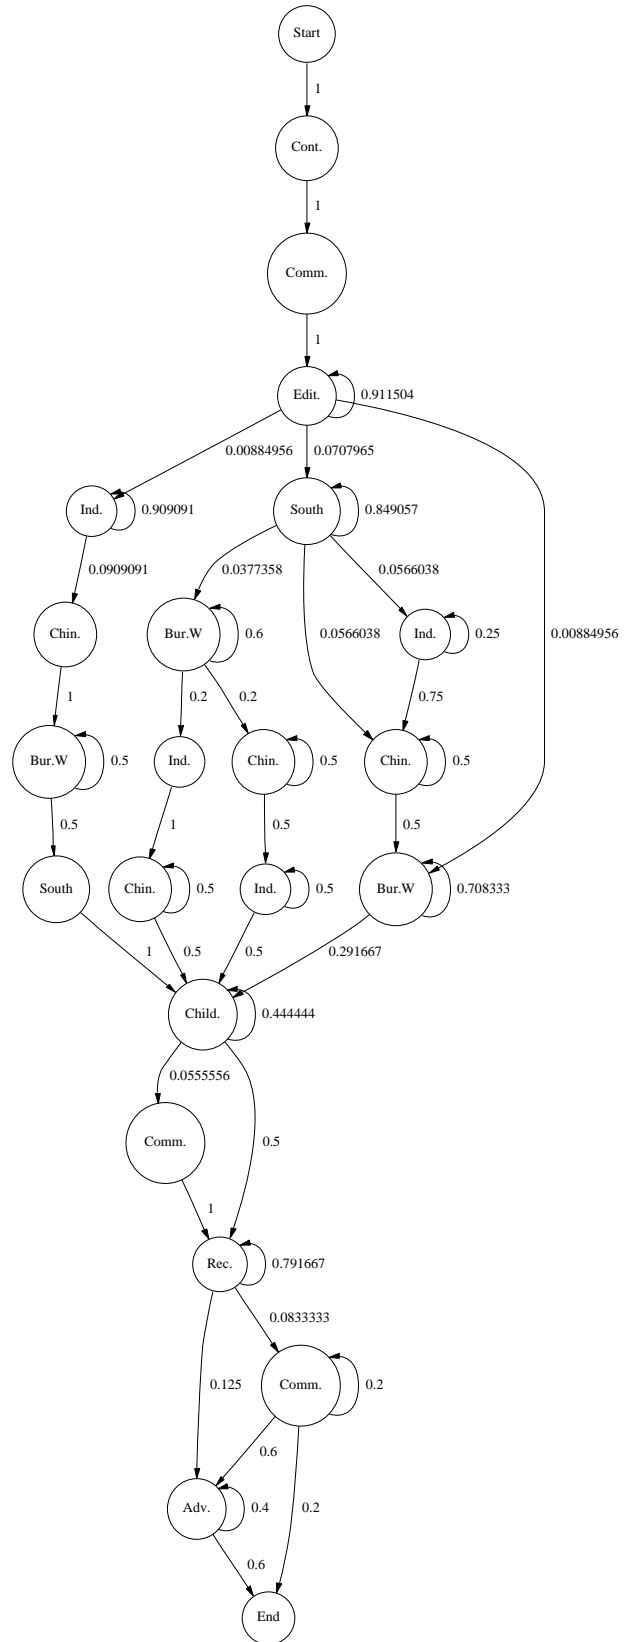 Start
1
Cont.
1
Comm.
1
Edit.
0.911504
0.00884956
0.0707965
Ind.
0.909091
South
0.849057
0.0909091
0.0377358
0.0566038
Chin.
Bur.W
0.6
0.0566038
Ind.
0.25
0.00884956
1
0.2
0.2
0.75
Bur.W
0.5
Ind.
Chin.
0.5
Chin.
0.5
0.5
1
0.5
0.5
South
Chin.
0.5
Ind.
0.5
Bur.W
0.708333
1
0.5
0.5
0.291667
Child.
0.444444
0.0555556
Comm.
0.5
1
Rec.
0.791667
0.0833333
0.125
Comm.
0.2
0.6
Adv.
0.4
0.2
0.6
End